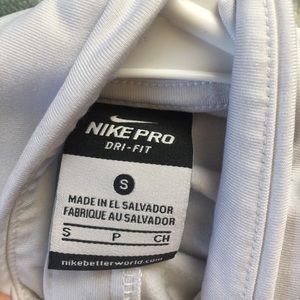 NIKE PRO
DRI-FIT
S
MADE IN EL SALVADOR
FABRIQUE AU SALVADOR
S P CH
nikebetterworld.com